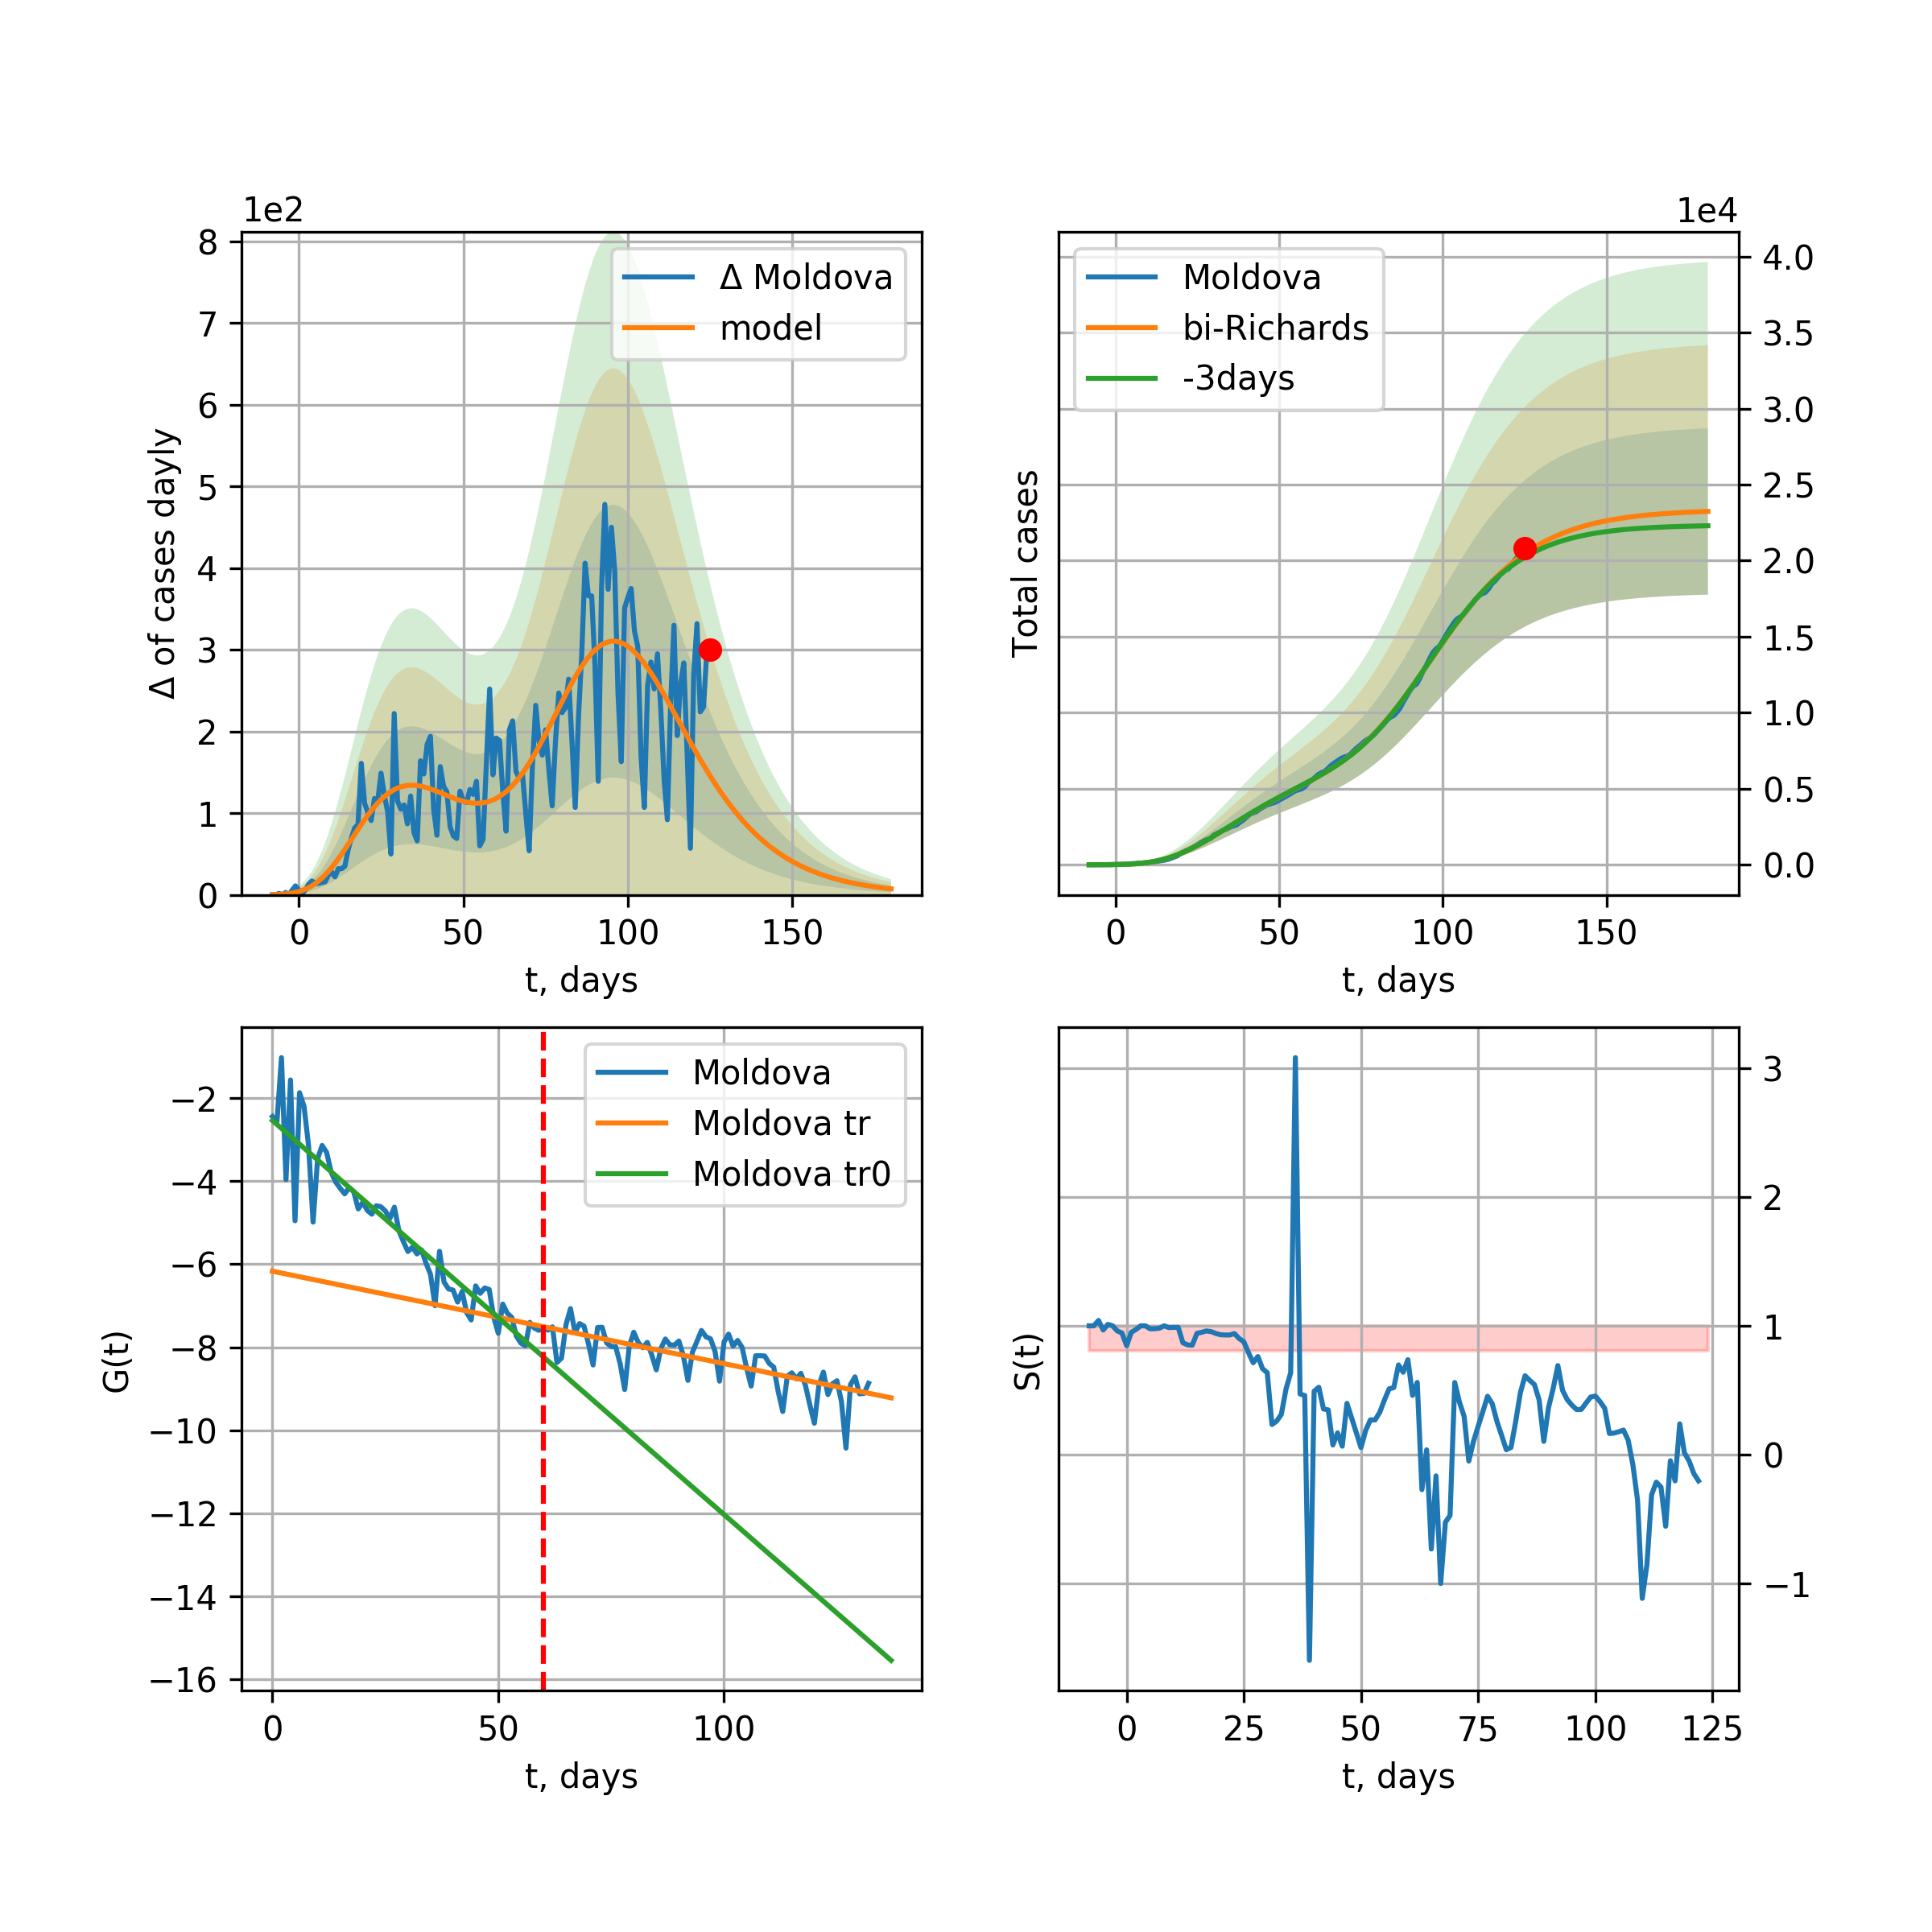 1e2
8
7
6
5
4
3
2
1
0
Δ of cases dayly
Δ Moldova
model
0 50 100 150
t, days
1e4
4.0
3.5
3.0
2.5
2.0
1.5
1.0
0.5
0.0
Total cases
Moldova
bi-Richards
-3days
0 50 100 150
t, days
−2
−4
−6
−8
−10
−12
−14
−16
G(t)
Moldova
Moldova tr
Moldova tr0
0 50 100
t, days
3
2
1
0
−1
S(t)
0 25 50 75 100 125
t, days